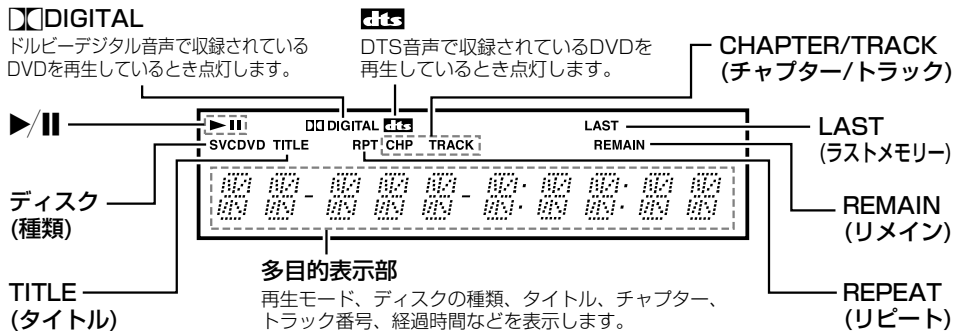 DIGITAL
ドルビーデジタル音声で収録されている
DVDを再生しているとき点灯します。
dts
DTS音声で収録されているDVDを
再生しているとき点灯します。
CHAPTER/TRACK
(チャプター/トラック)
▶/II
▶ II
DIGITAL dts
LAST
SVCDVD TITLE RPT CHP TRACK
REMAIN
LAST
(ラストメモリー)
ディスク
(種類)
REMAIN
(リメイン)
多目的表示部
再生モード、ディスクの種類、タイトル、チャプター、
トラック番号、経過時間などを表示します。
TITLE
(タイトル)
REPEAT
(リピート)